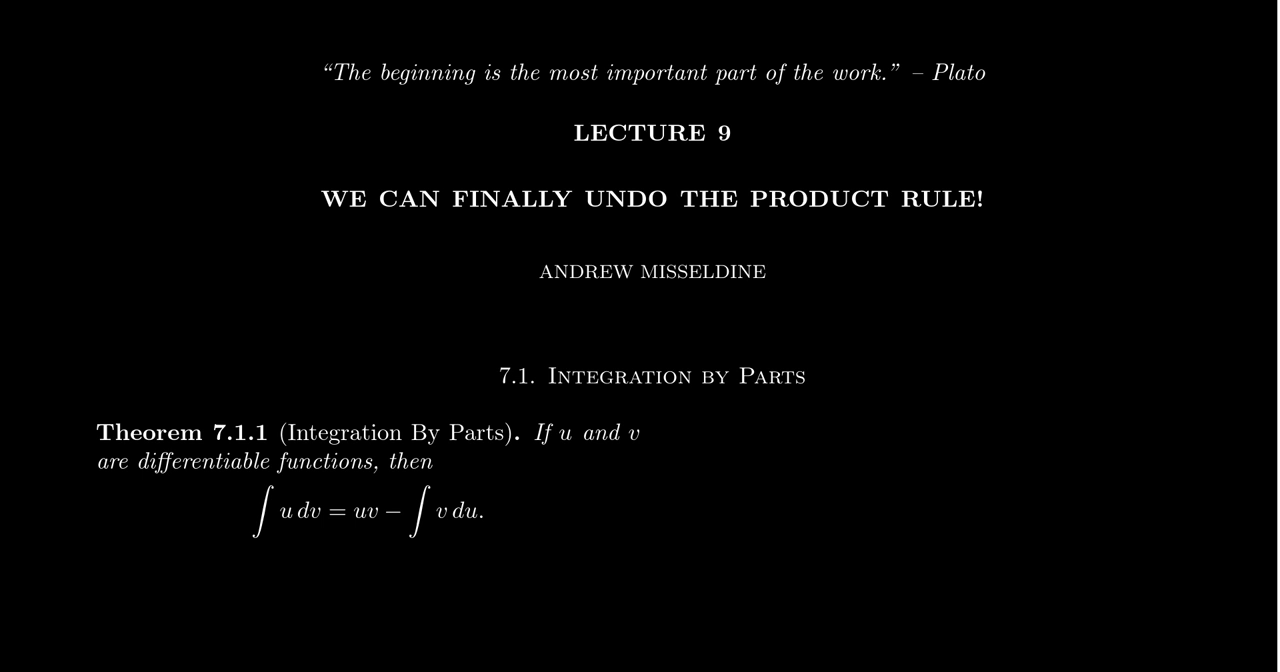 “The beginning is the most important part of the work.” – Plato
LECTURE 9
WE CAN FINALLY UNDO THE PRODUCT RULE!
ANDREW MISSELDINE
7.1. Integration by Parts
Theorem 7.1.1 (Integration By Parts). If u and v
are differentiable functions, then
∫ u dv = uv − ∫ v du.